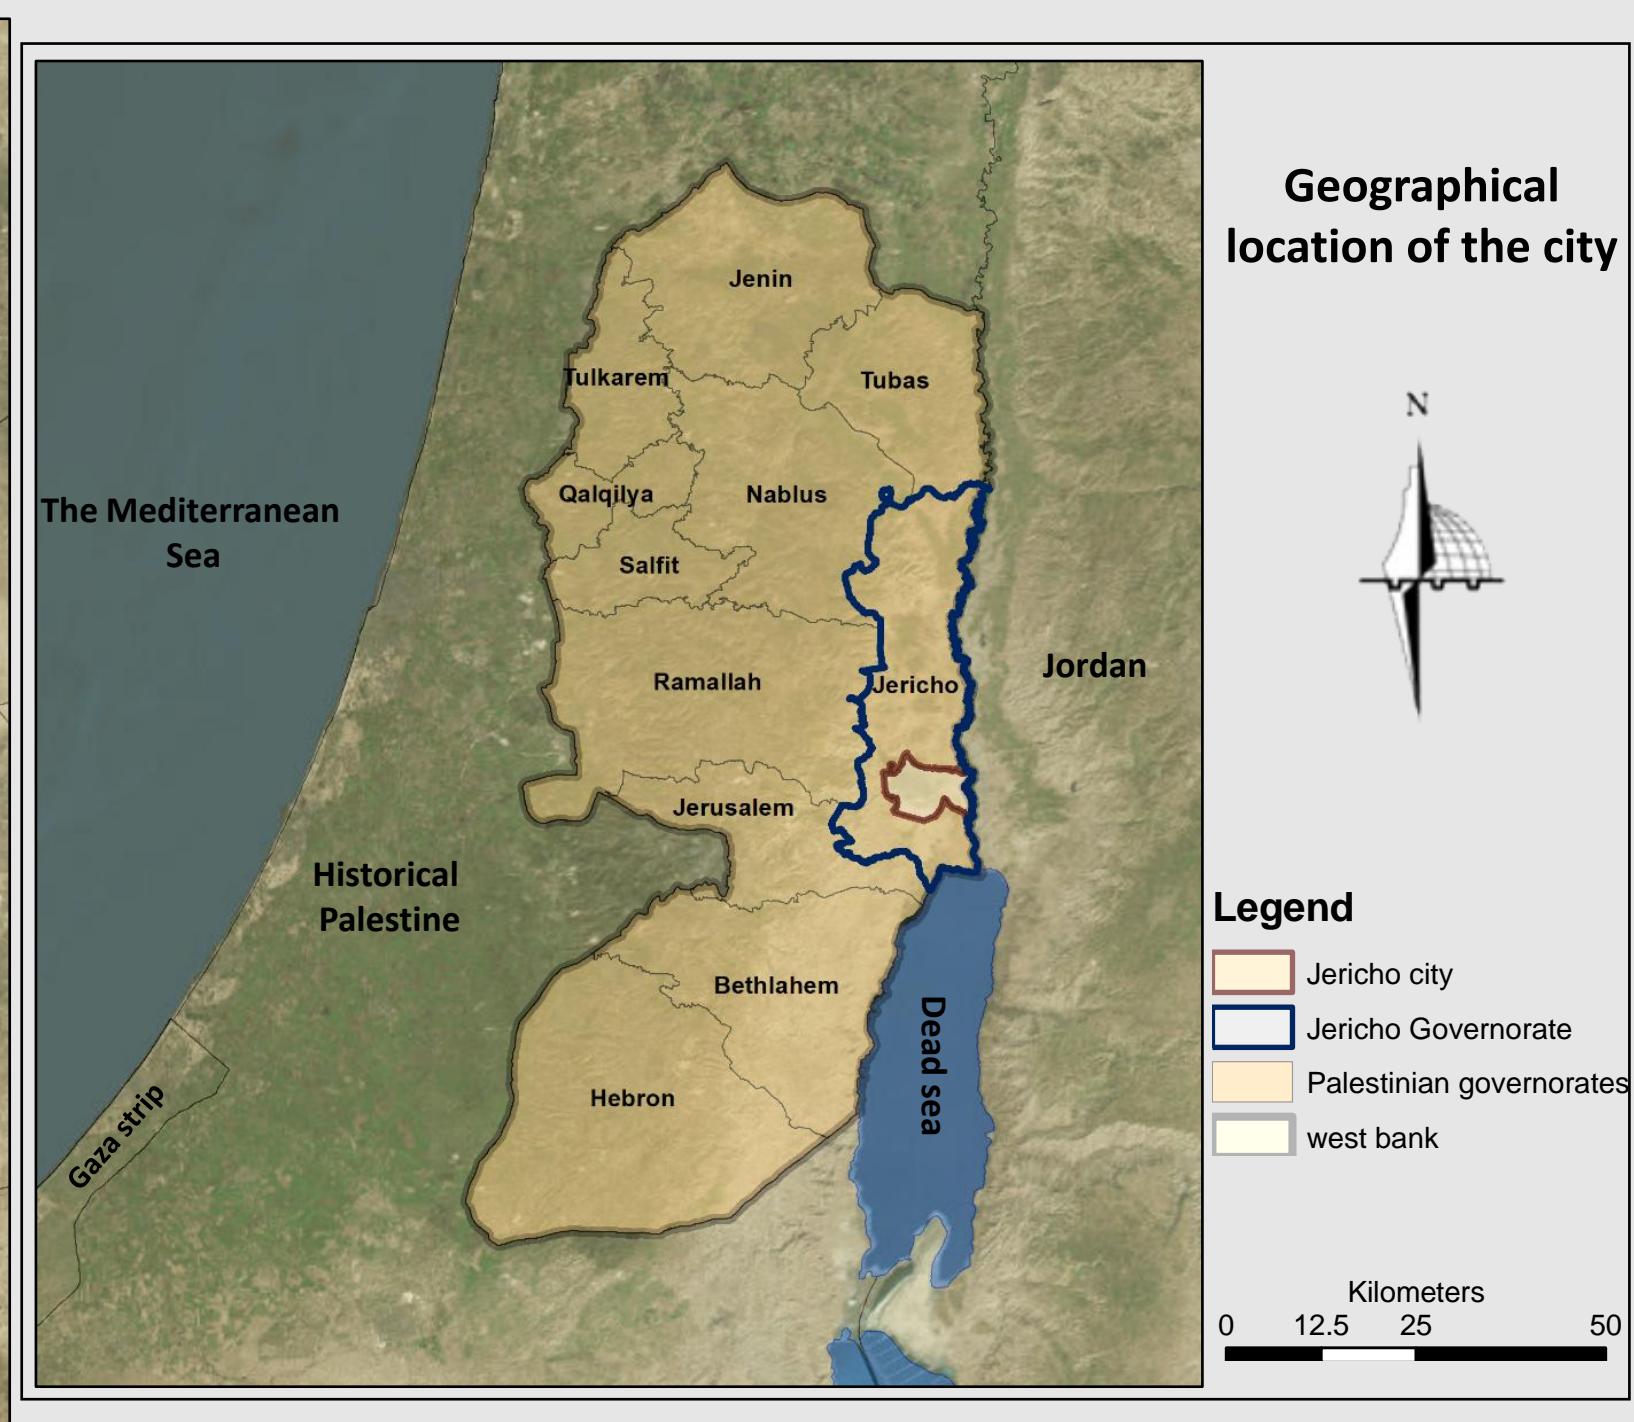 Geographical
location of the city
N
Jenin
Tulkarem
Tubas
Qalqilya
Nablus
The Mediterranean
Sea
Salfit
Ramallah
Jericho
Jordan
Jerusalem
Historical
Palestine
Bethlahem
Dead sea
Hebron
Gaza strip
Legend
Jericho city
Jericho Governorate
Palestinian governorates
west bank
Kilometers
0 12.5 25 50